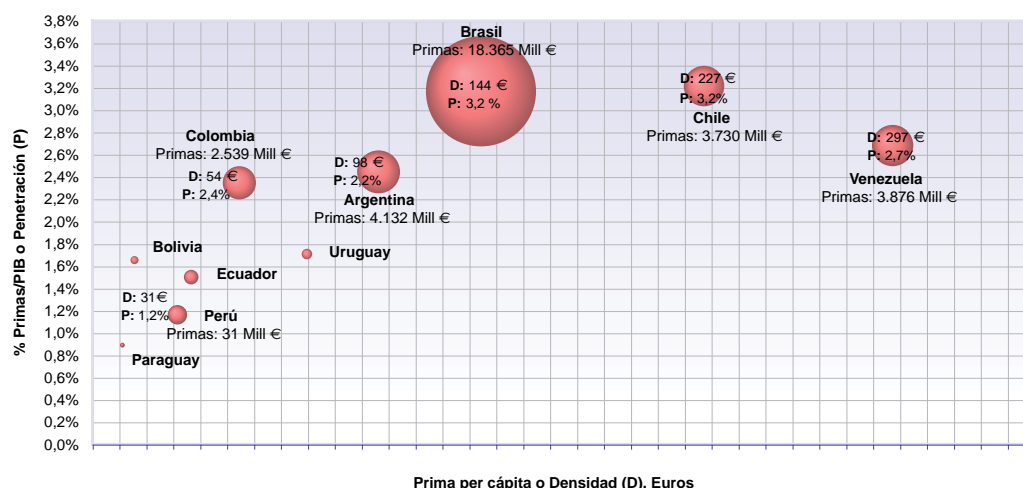 % Primas/PIB o Penetración (P)
3,8%
3,6%
3,4%
3,2%
3,0%
2,8%
2,6%
2,4%
2,2%
2,0%
1,8%
1,6%
1,4%
1,2%
1,0%
0,8%
0,6%
0,4%
0,2%
0,0%
Brasil
Primas: 18.365 Mill €
D: 144 €
P: 3,2 %
D: 227 €
P: 3,2%
Chile
Primas: 3.730 Mill €
D: 297 €
P: 2,7%
Venezuela
Primas: 3.876 Mill €
Colombia
Primas: 2.539 Mill €
D: 54 €
P: 2,4%
D: 98 €
P: 2,2%
Argentina
Primas: 4.132 Mill €
Bolivia
Uruguay
Ecuador
D: 31€
P: 1,2%
Perú
Primas: 31 Mill €
Paraguay
Prima per cápita o Densidad (D). Euros